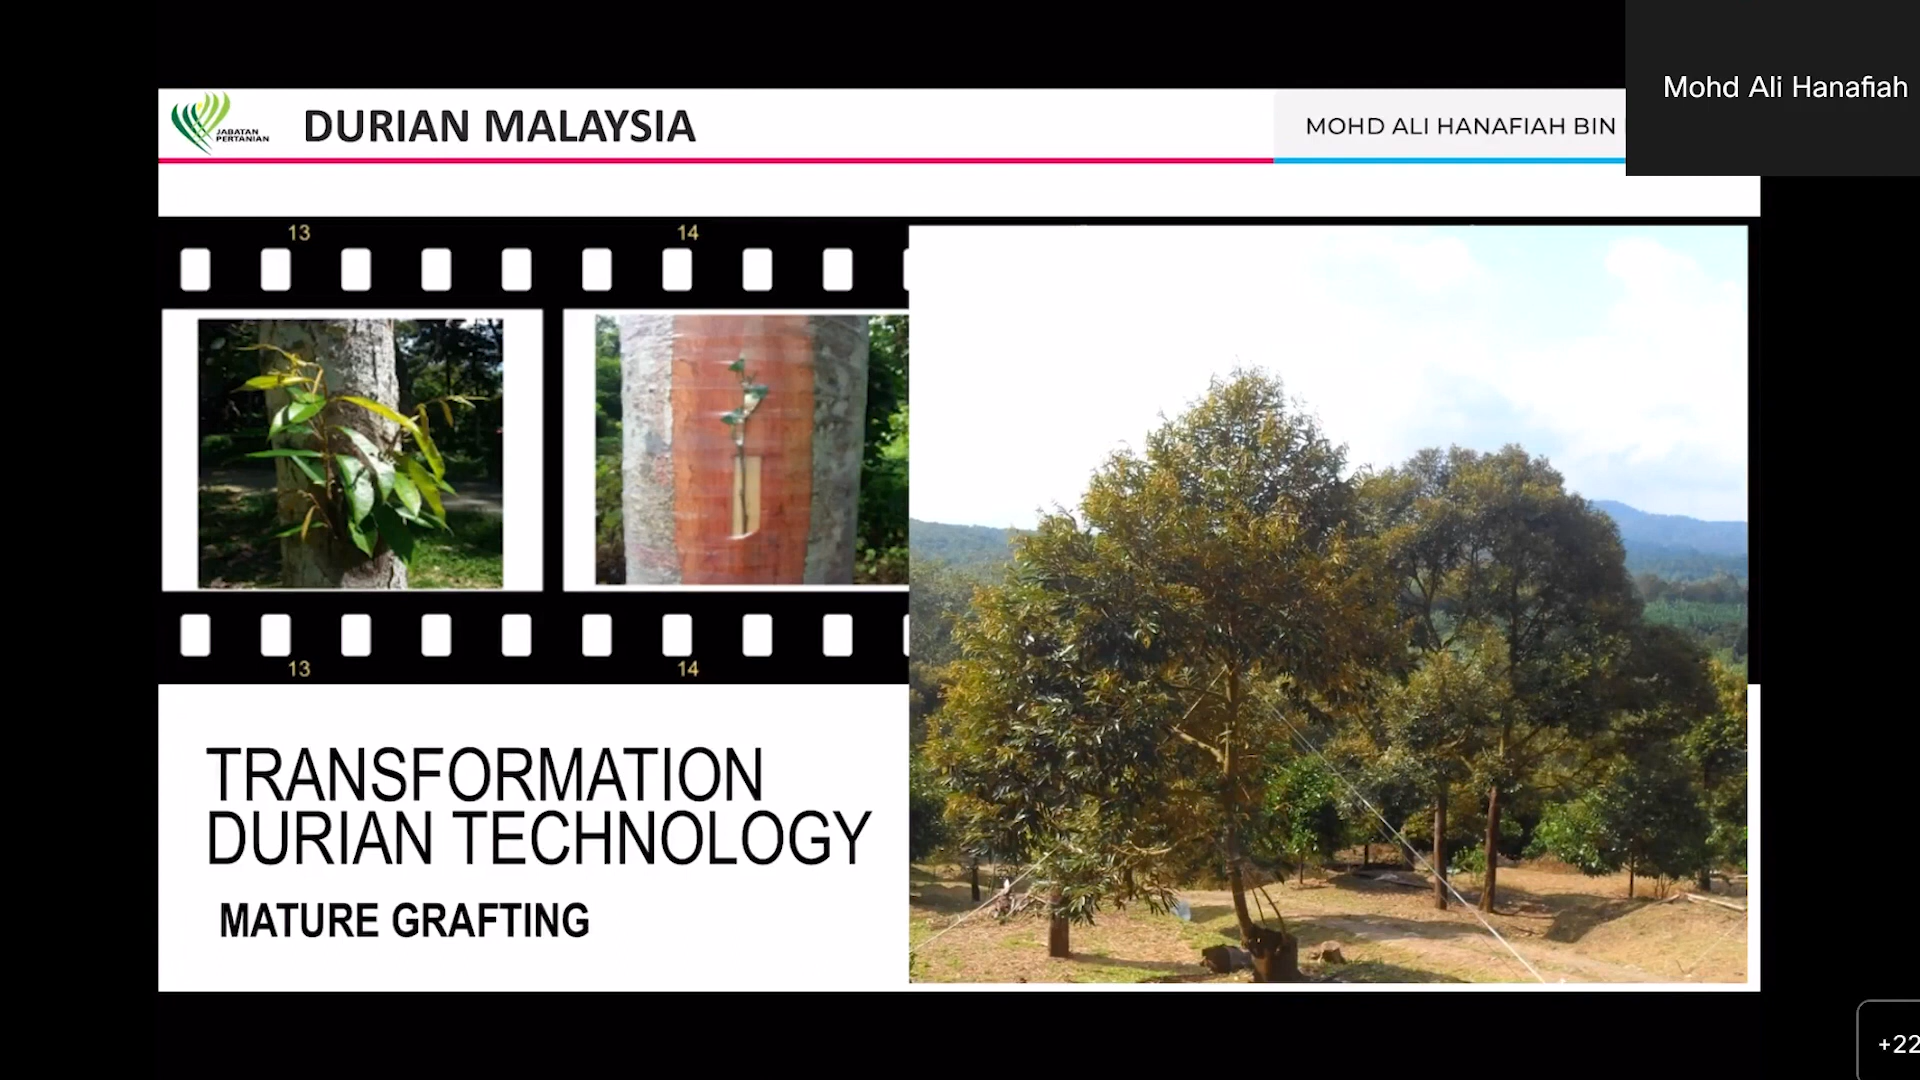 Mohd Ali Hanafiah
JABATAN
PERTANIAN
DURIAN MALAYSIA
MOHD ALI HANAFIAH BIN
13
14
13
14
TRANSFORMATION
DURIAN TECHNOLOGY
MATURE GRAFTING
+22